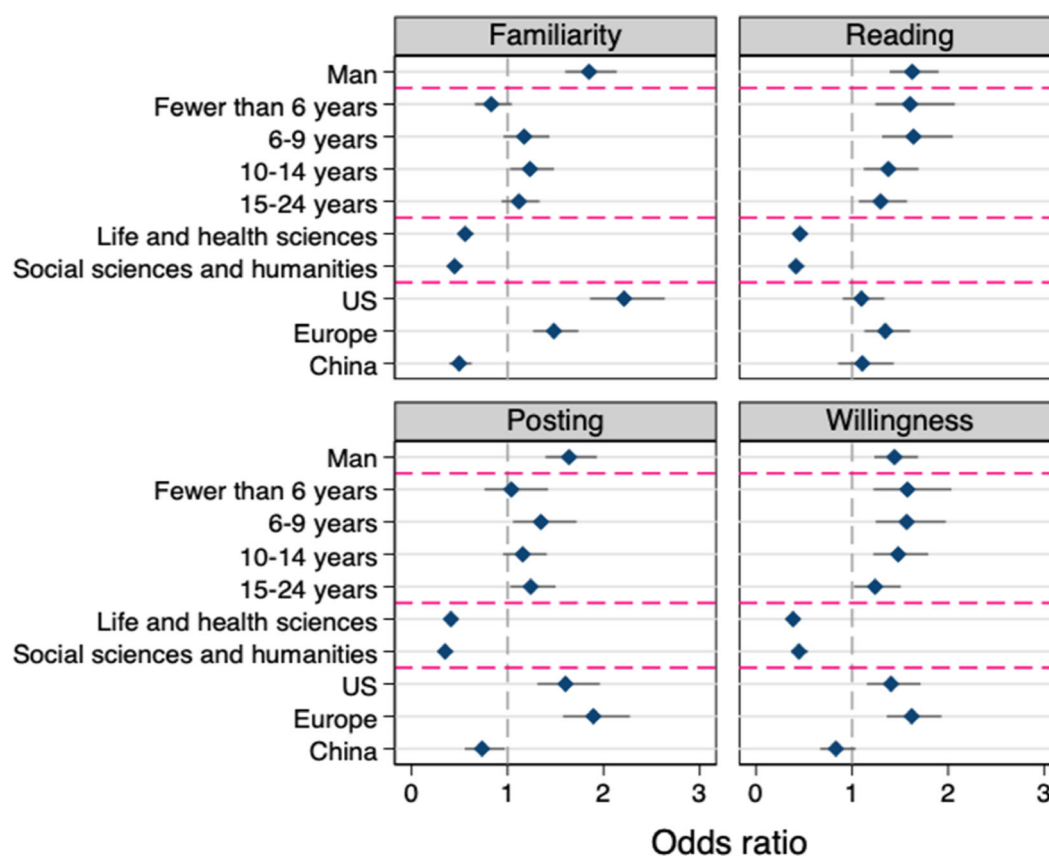 Familiarity
Reading
Man
Fewer than 6 years
6-9 years
10-14 years
15-24 years
Life and health sciences
Social sciences and humanities
US
Europe
China
Posting
Willingness
Man
Fewer than 6 years
6-9 years
10-14 years
15-24 years
Life and health sciences
Social sciences and humanities
US
Europe
China
0 1 2 3 0 1 2 3
Odds ratio